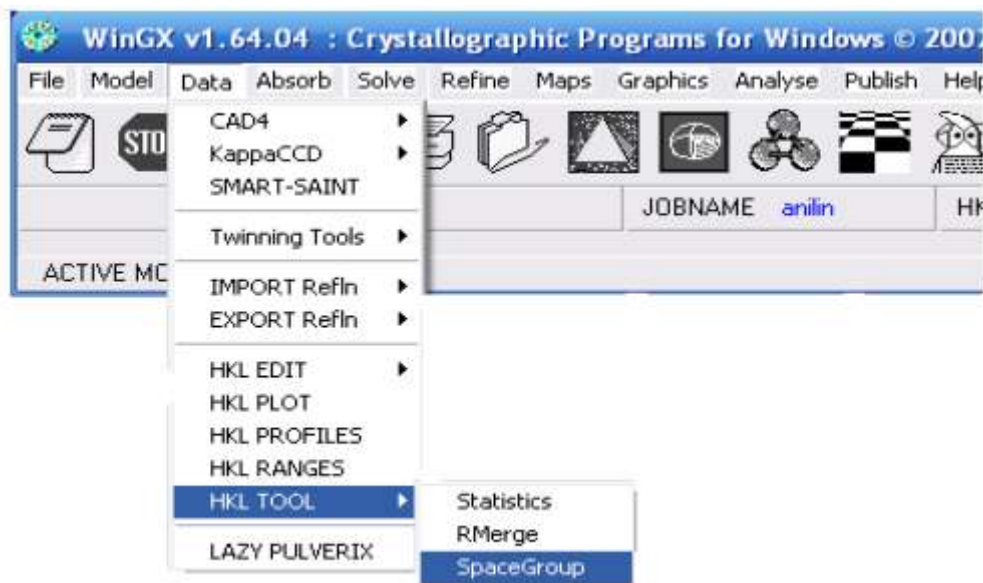 WinGX v1.64.04 : Crystallographic Programs for Windows ©
File Model Data Absorb Solve Refine Maps Graphics Analyse Publish Help
CAD4
KappaCCD
SMART-SAINT
JOBNAME anilin
Twinning Tools
ACTIVE
IMPORT Refln
EXPORT Refln
HKL EDIT
HKL PLOT
HKL PROFILES
HKL RANGES
HKL TOOL
Statistics
RMerge
SpaceGroup
LAZY PULVERIX